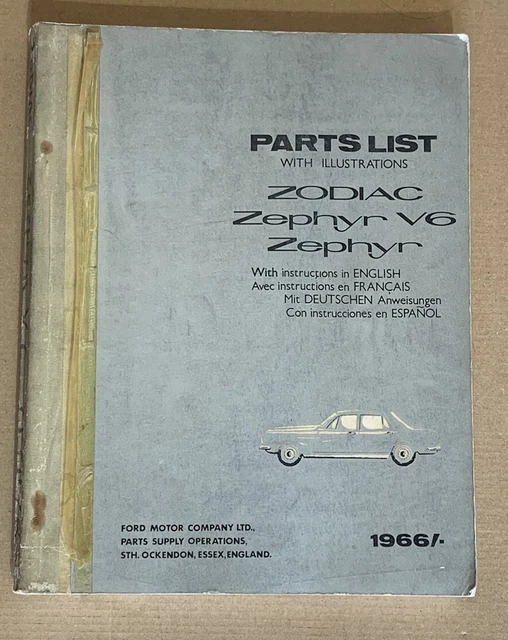 PARTS LIST
WITH ILLUSTRATIONS
ZODIAC
Zephyr V6
Zephyr
With instructions in ENGLISH
Avec instructions en FRANÇAIS
Mit DEUTSCHEN Anweisungen
Con instrucciones en ESPAÑOL
FORD MOTOR COMPANY LTD.,
PARTS SUPPLY OPERATIONS,
STH. OCKENDON, ESSEX, ENGLAND.
1966/-